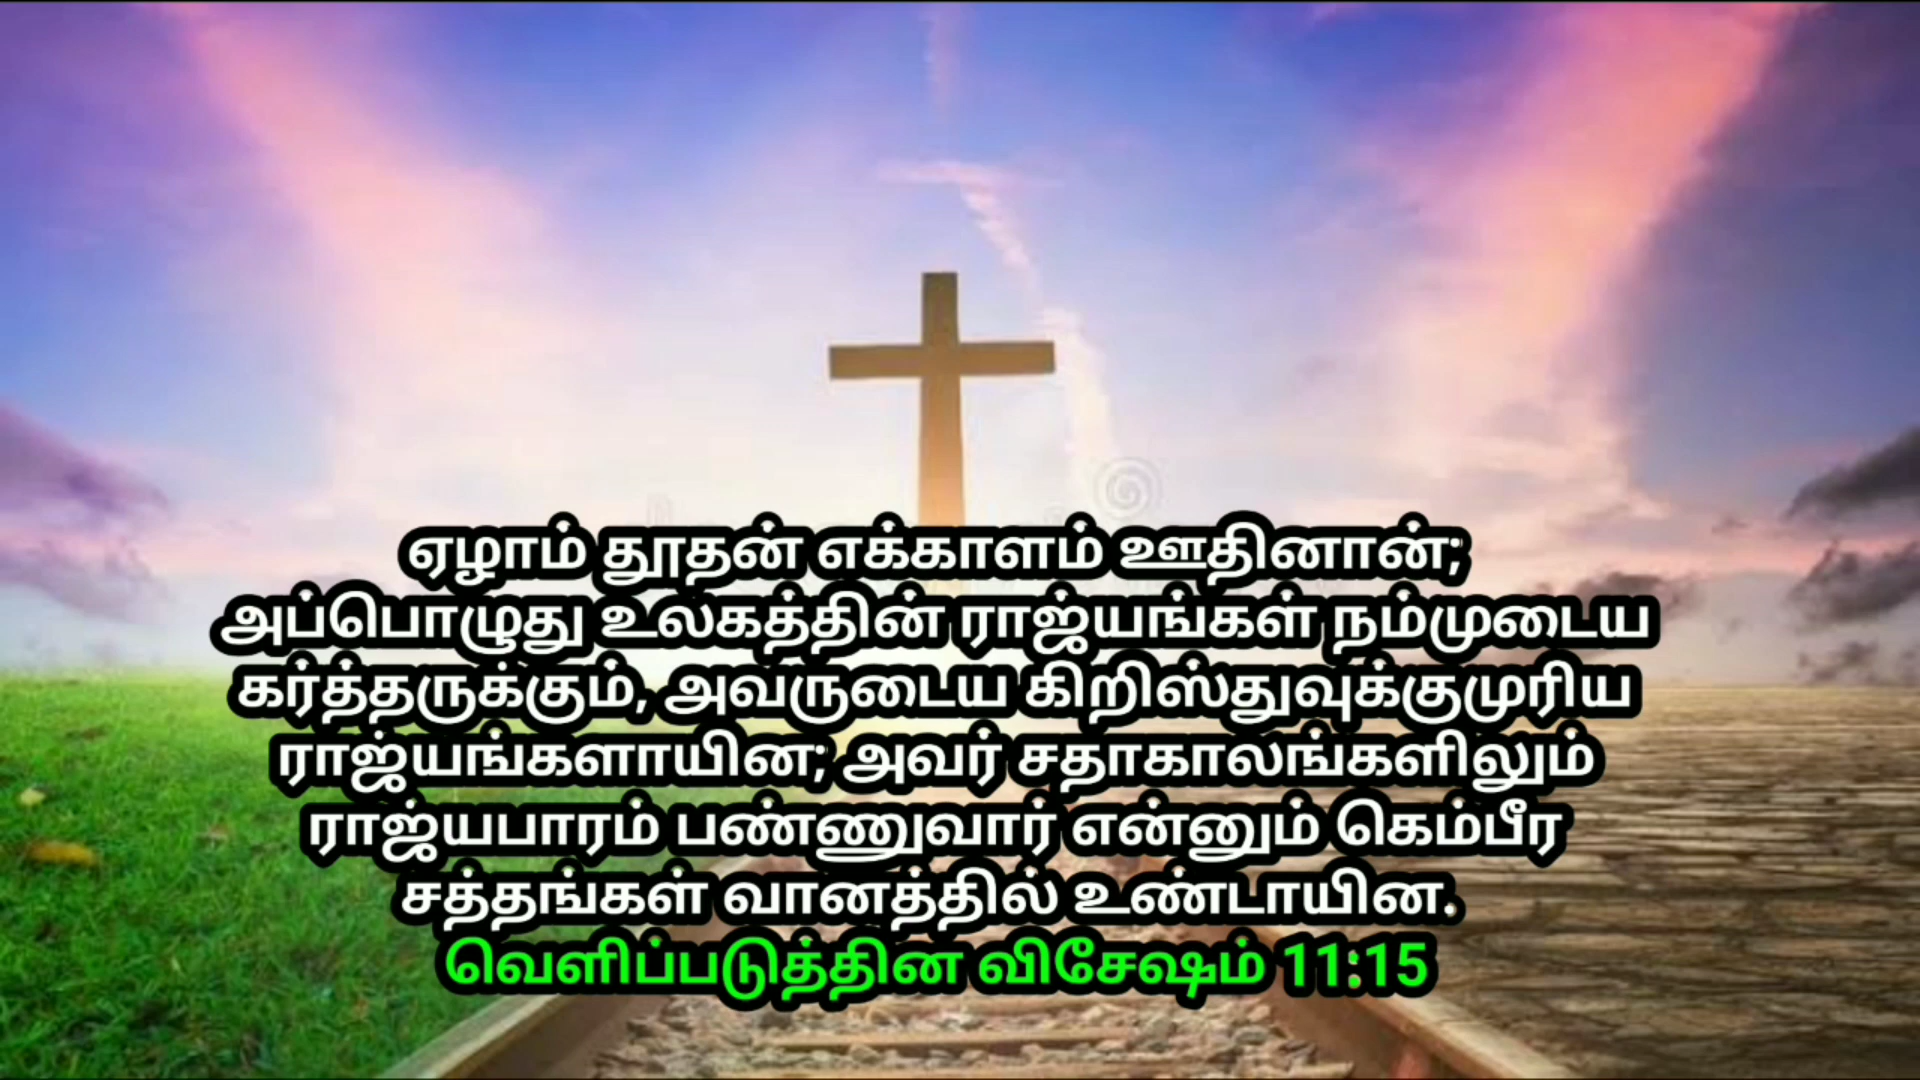 ஏழாம் தூதன் எக்காளம் ஊதினான்;
அப்பொழுது உலகத்தின் ராஜ்யங்கள் நம்முடைய
கர்த்தருக்கும், அவருடைய கிறிஸ்துவுக்குமுரிய
ராஜ்யங்களாயின; அவர் சதாகாலங்களிலும்
ராஜ்யபாரம் பண்ணுவார் என்னும் கெம்பீர
சத்தங்கள் வானத்தில் உண்டாயின.
வெளிப்படுத்தின விசேஷம் 11:15